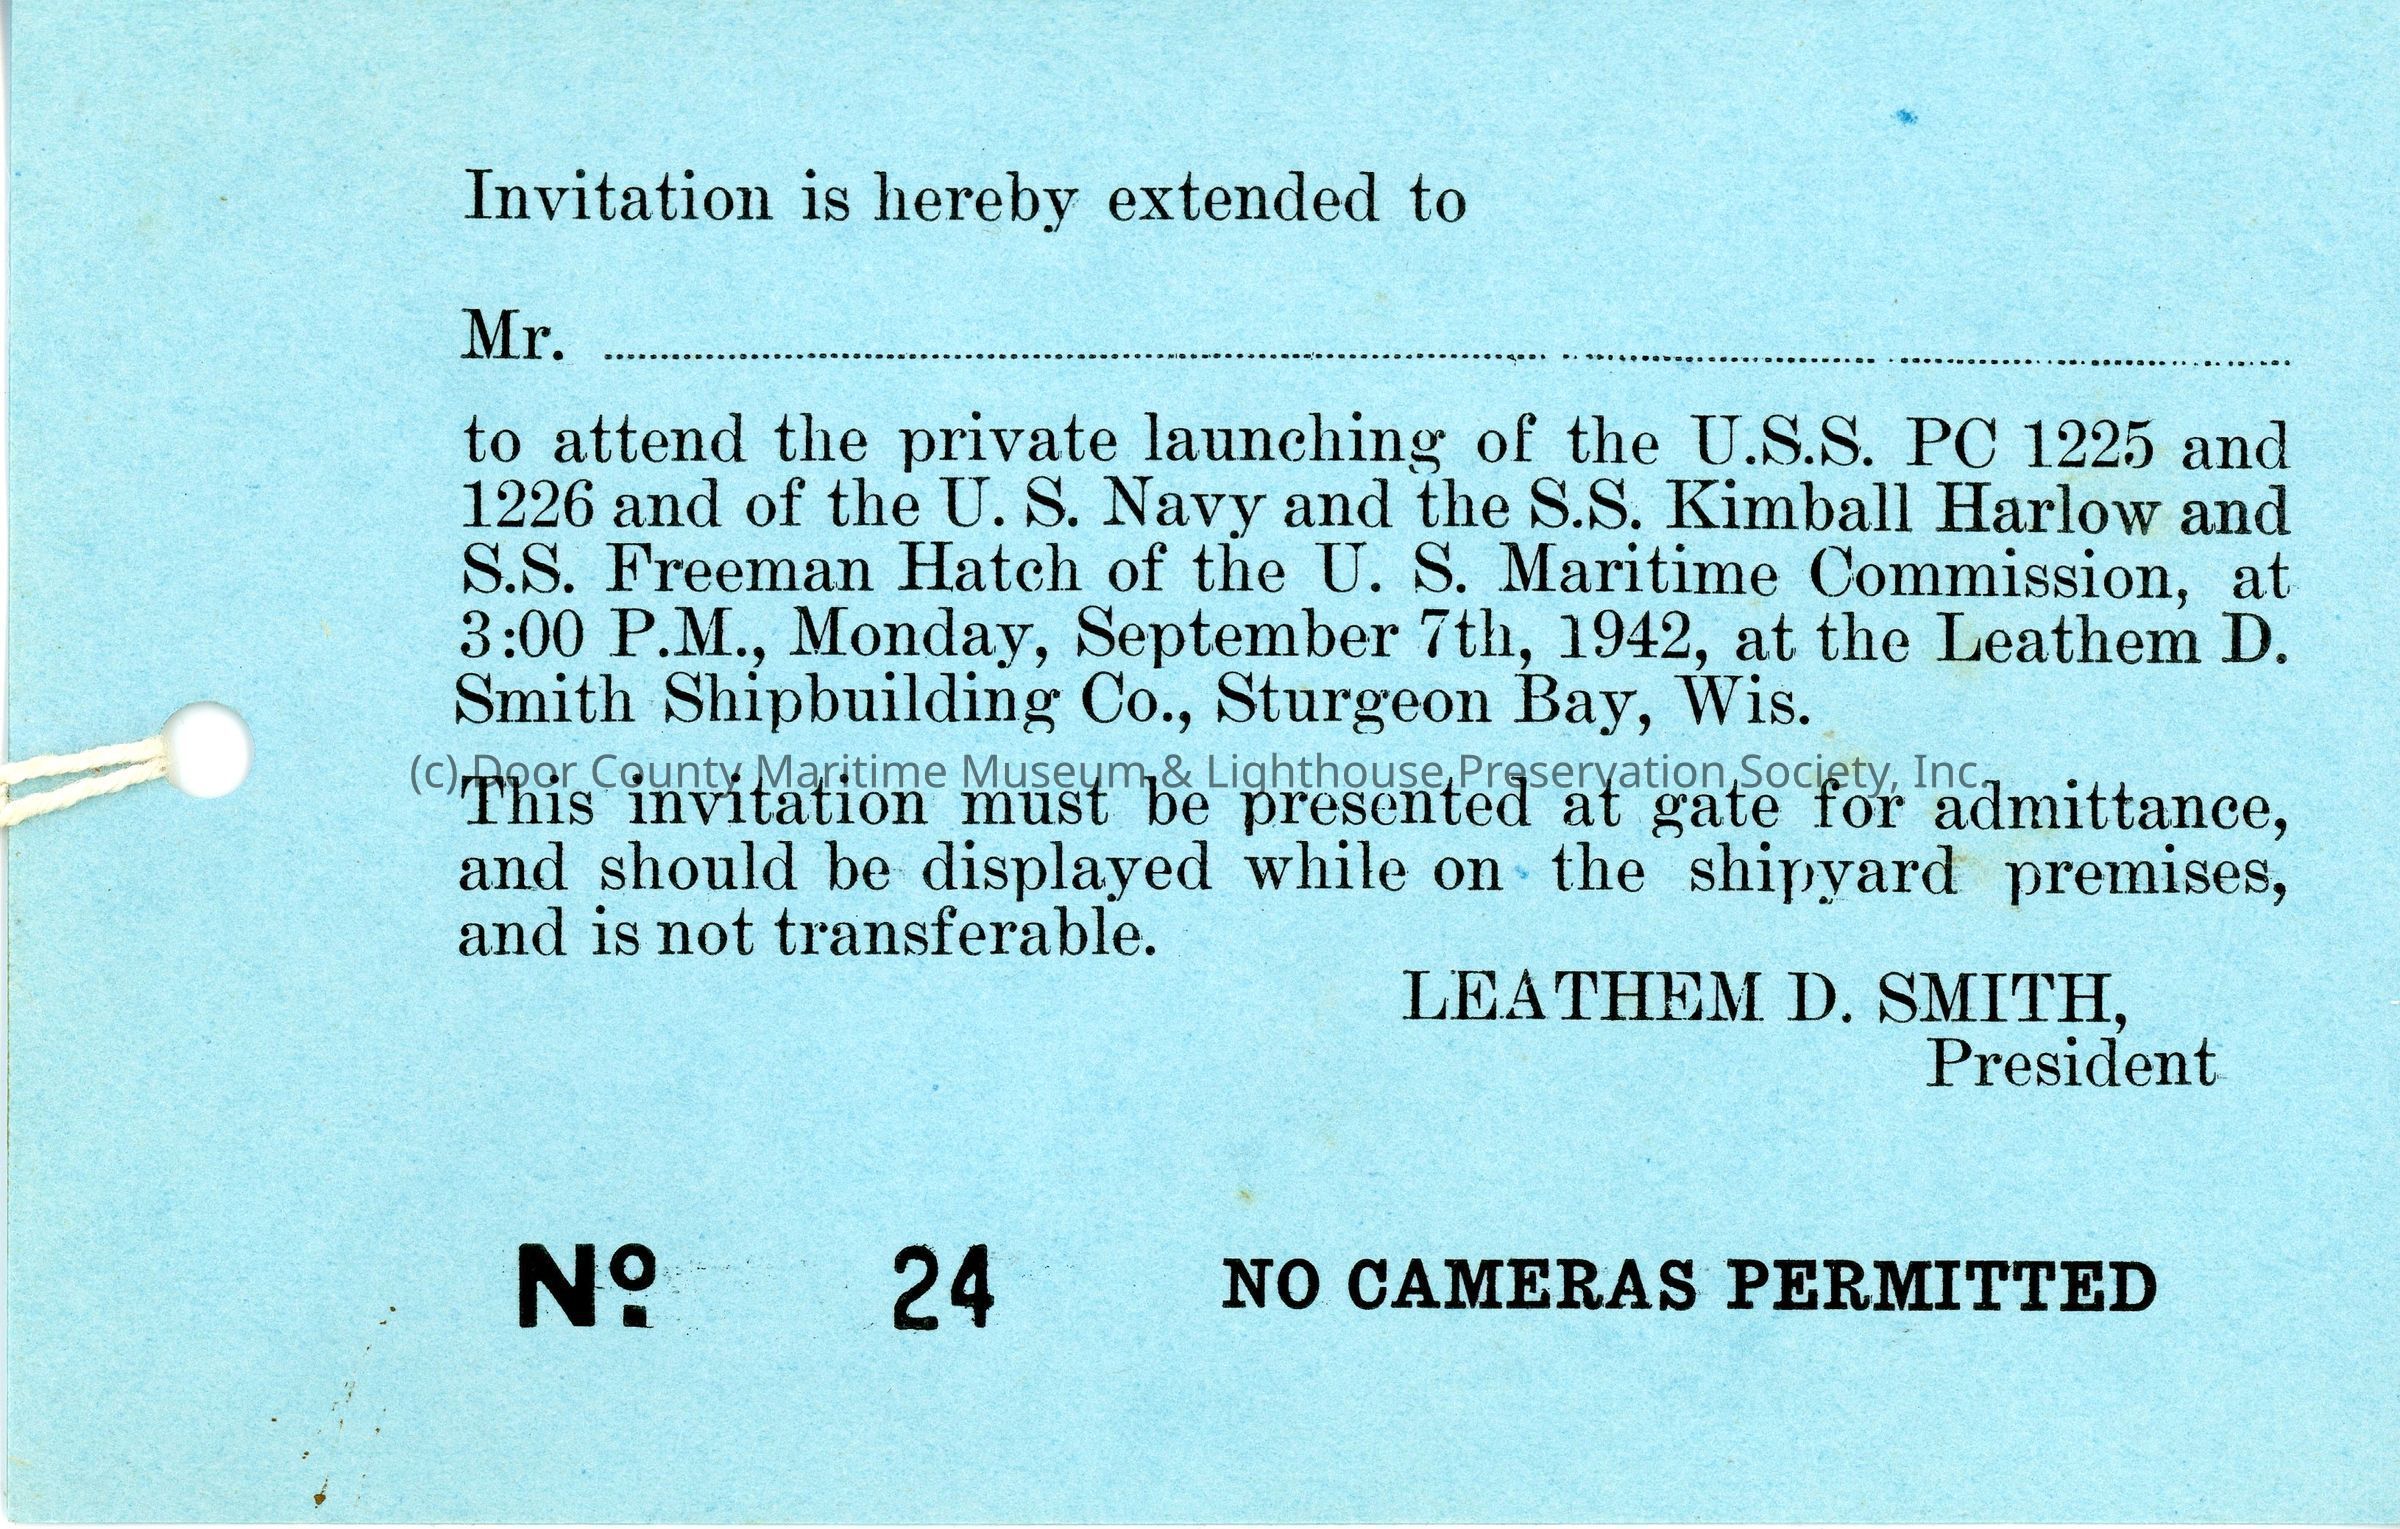 Invitation is hereby extended to
Mr. ........................................................................
to attend the private launching of the U.S.S. PC 1225 and
1226 and of the U. S. Navy and the S.S. Kimball Harlow and
S.S. Freeman Hatch of the U. S. Maritime Commission, at
3:00 P.M., Monday, September 7th, 1942, at the Leathem D.
Smith Shipbuilding Co., Sturgeon Bay, Wis.
(c) Door County Maritime Museum & Lighthouse Preservation Society, Inc.
This invitation must be presented at gate for admittance,
and should be displayed while on the shipyard premises,
and is not transferable.
LEATHEM D. SMITH,
President
No. 24 NO CAMERAS PERMITTED